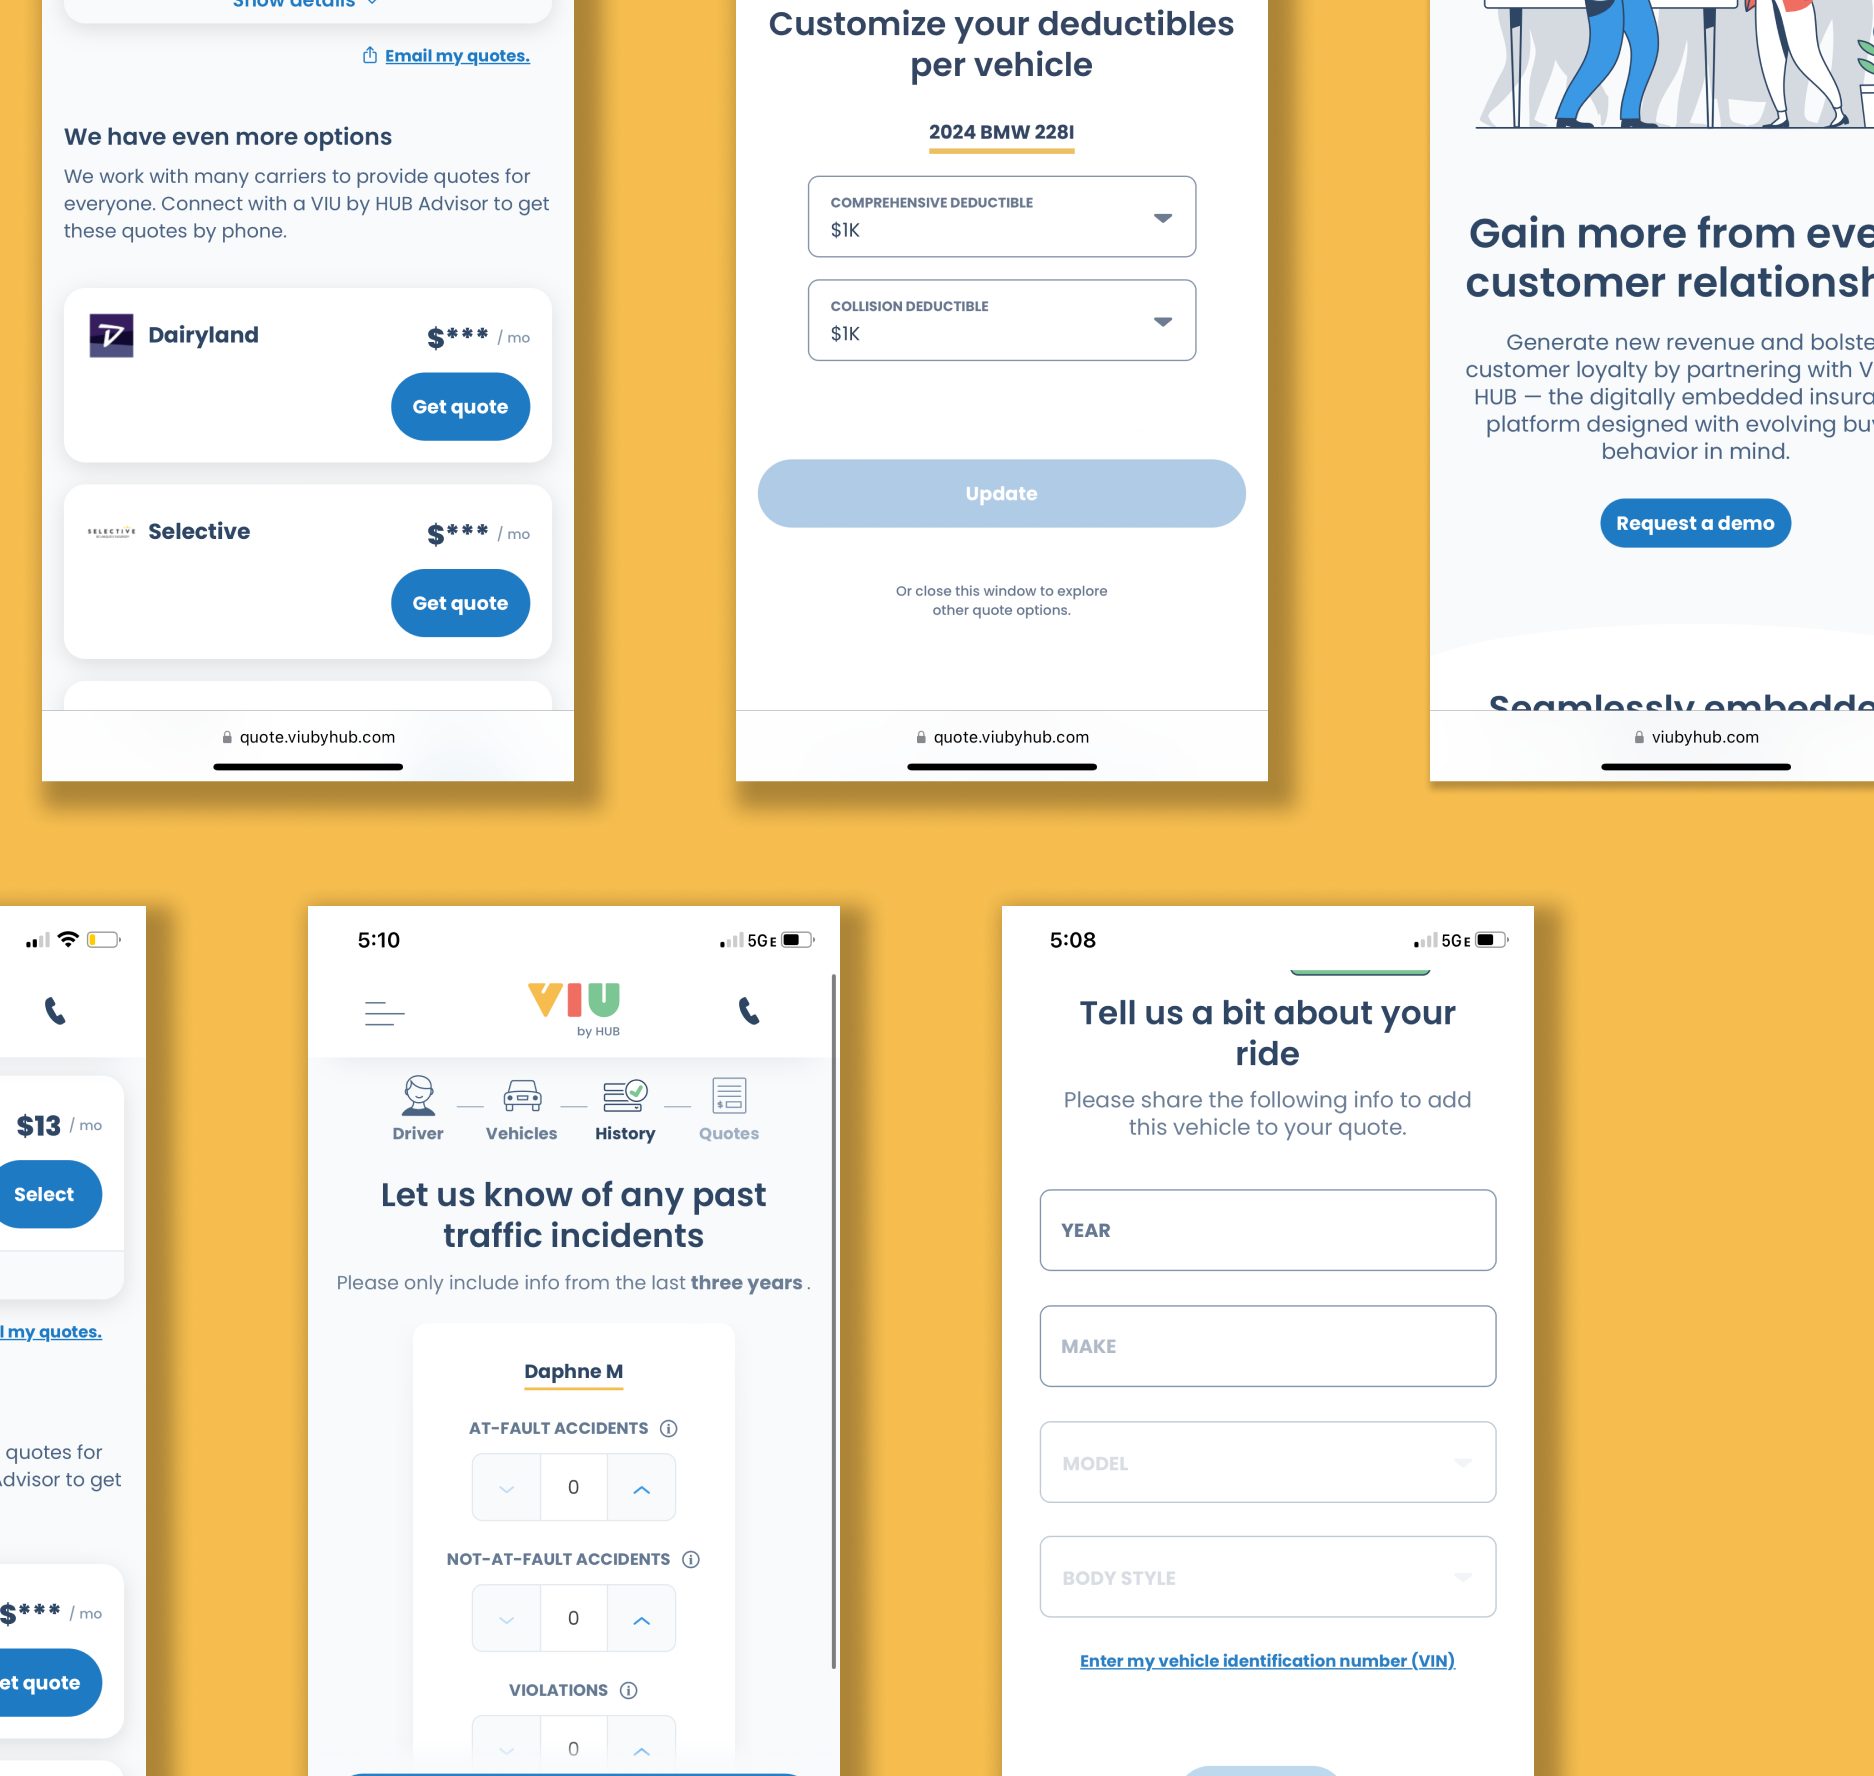 Show details
Email my quotes.
We have even more options
We work with many carriers to provide quotes for
everyone. Connect with a VIU by HUB Advisor to get
these quotes by phone.
Dairyland
$*** / mo
Get quote
SELECTIVE
Selective
$*** / mo
Get quote
quote.viubyhub.com
Customize your deductibles
per vehicle
2024 BMW 228I
COMPREHENSIVE DEDUCTIBLE
$1K
COLLISION DEDUCTIBLE
$1K
Update
Or close this window to explore
other quote options.
quote.viubyhub.com
Gain more from eve
customer relationsh
Generate new revenue and bolste
customer loyalty by partnering with V
HUB — the digitally embedded insura
platform designed with evolving buy
behavior in mind.
Request a demo
Seamlessly embedde
viubyhub.com
$13 / mo
Select
l my quotes.
quotes for
Advisor to get
$*** / mo
et quote
5:10
5GE
VIU
by HUB
Driver
Vehicles
History
Quotes
Let us know of any past
traffic incidents
Please only include info from the last three years .
Daphne M
AT-FAULT ACCIDENTS
0
NOT-AT-FAULT ACCIDENTS
0
VIOLATIONS
0
5:08
5GE
Tell us a bit about your
ride
Please share the following info to add
this vehicle to your quote.
YEAR
MAKE
MODEL
BODY STYLE
Enter my vehicle identification number (VIN)